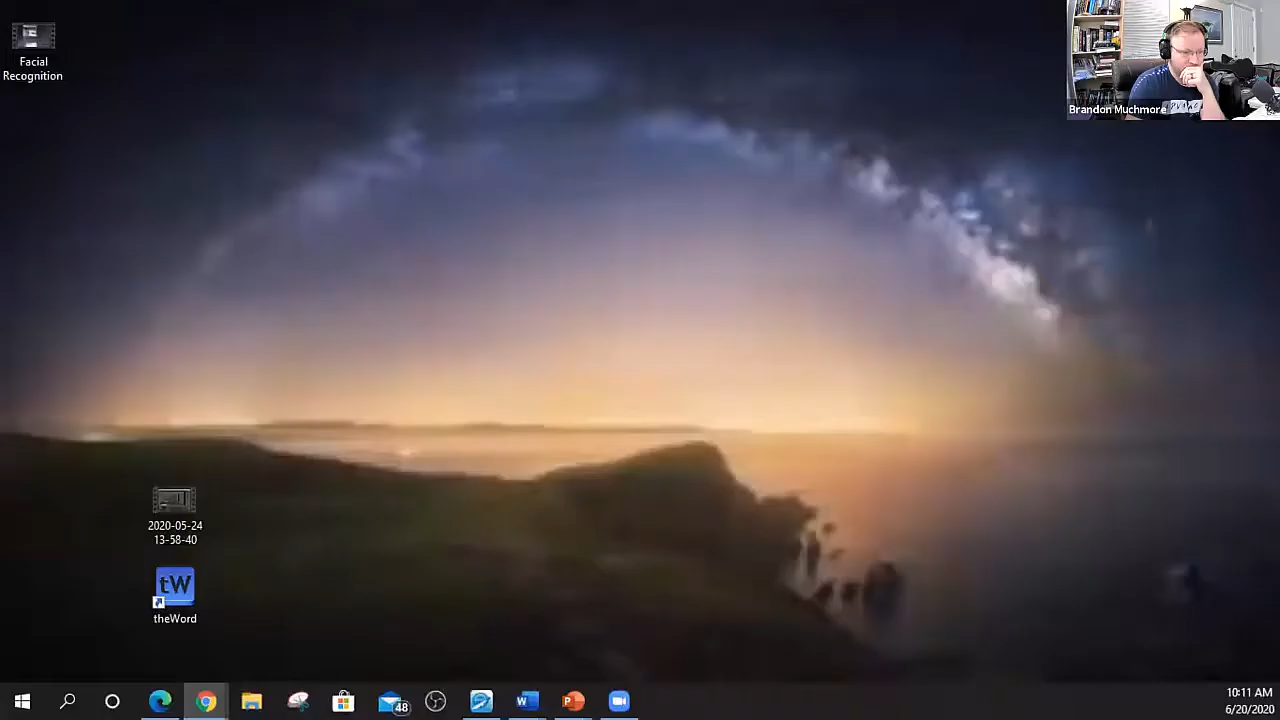 Facial
Recognition
Brandon Muchmore
2020-05-24
13-58-40
tW
theWord
48
W
P
10:11 AM
6/20/2020